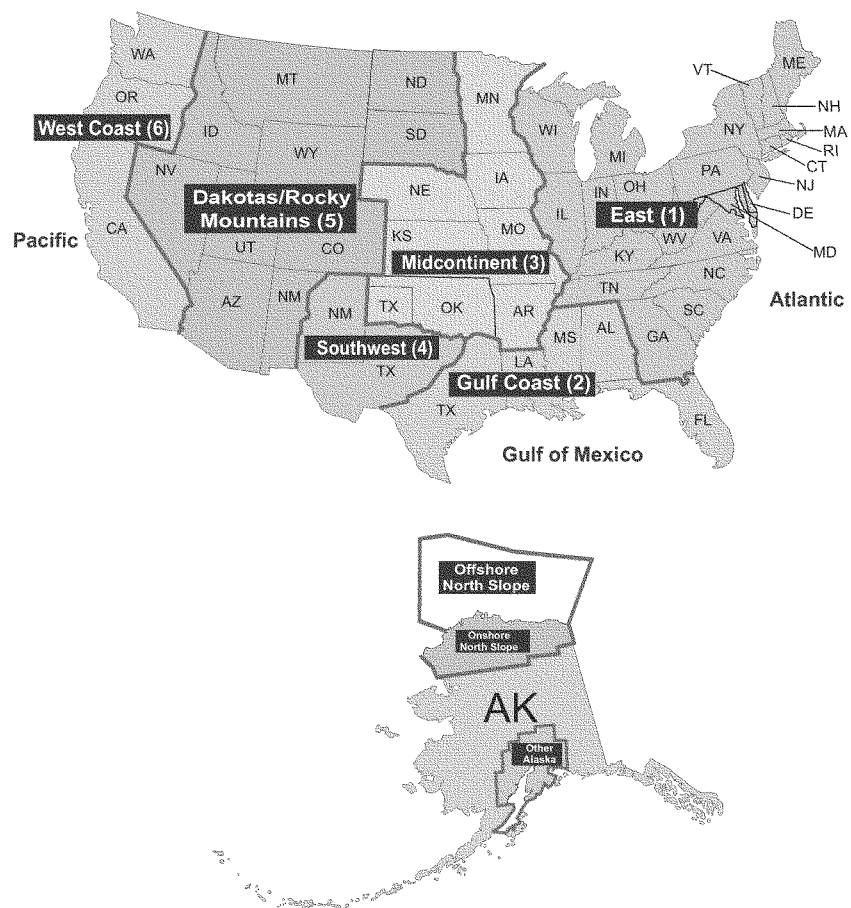 WA
MT
ND
MN
VT
ME
OR
West Coast (6)
ID
SD
WI
MI
NY
NH
MA
RI
CT
NV
WY
NE
IA
PA
NJ
Dakotas/Rocky
Mountains (5)
IL
IN
OH
East (1)
DE
MD
CA
Pacific
UT
CO
KS
MO
Midcontinent (3)
KY
WV
VA
AZ
NM
NM
TX
OK
AR
TN
NC
Atlantic
SC
Southwest (4)
TX
LA
MS
AL
GA
Gulf Coast (2)
TX
FL
Gulf of Mexico
Offshore
North Slope
Onshore
North Slope
AK
Other
Alaska